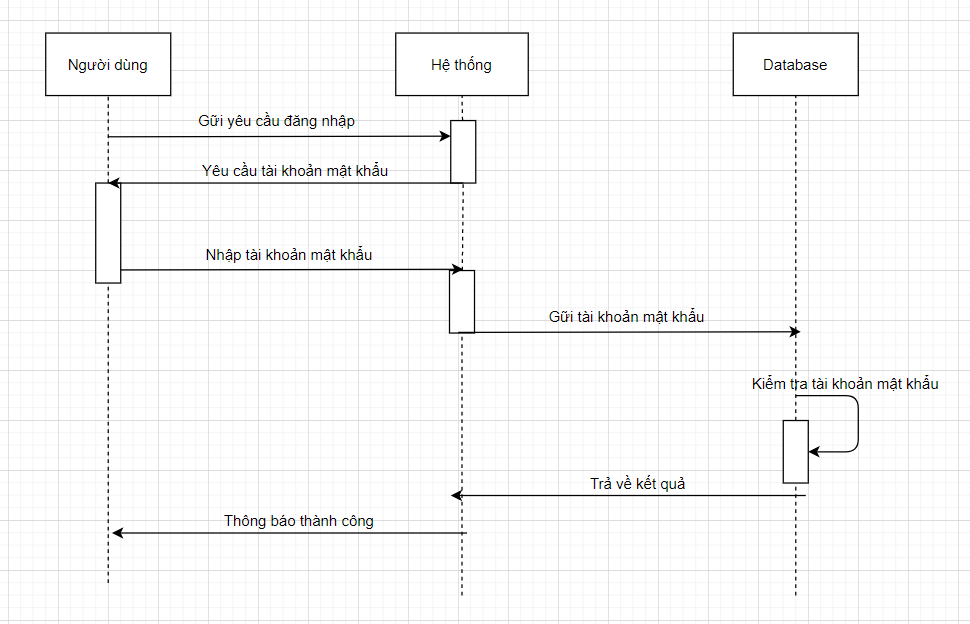 Người dùng
Hệ thống
Database
Gữi yêu cầu đăng nhập
Yêu cầu tài khoản mật khẩu
Nhập tài khoản mật khẩu
Gữi tài khoản mật khẩu
Kiểm tra tài khoản mật khẩu
Trả về kết quả
Thông báo thành công